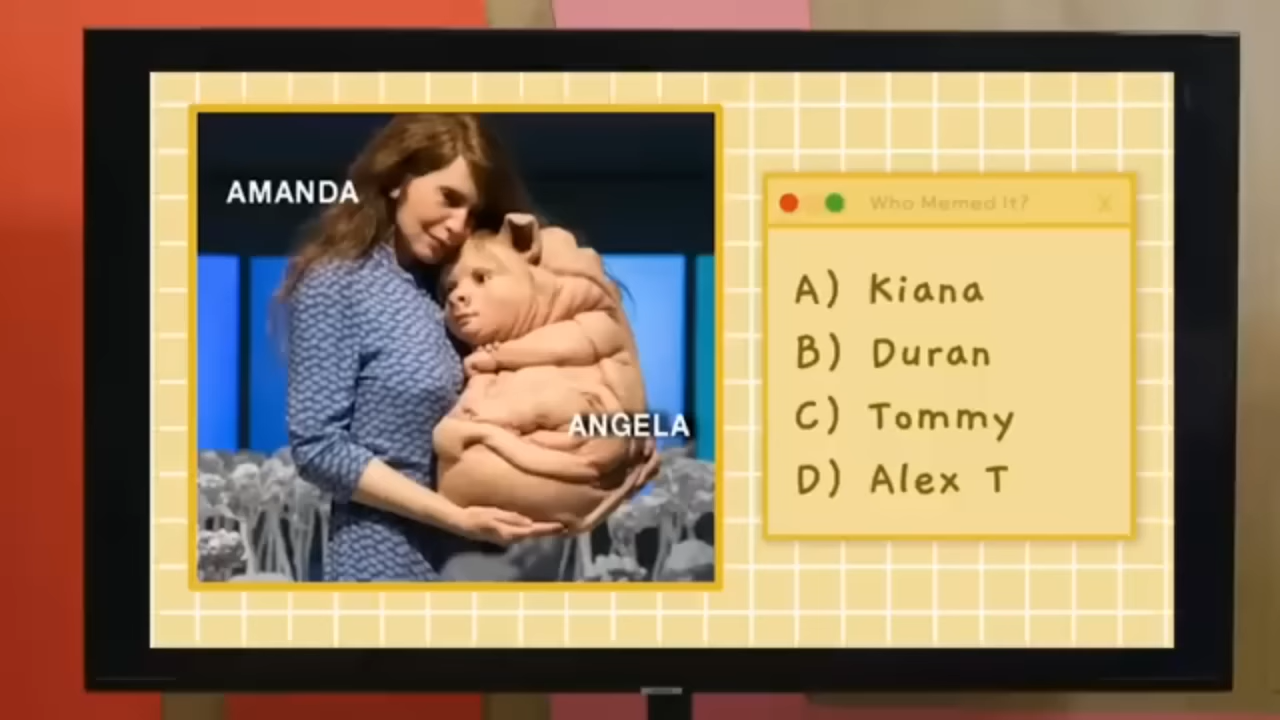 AMANDA
ANGELA
Who Memed It? X
A) Kiana
B) Duran
C) Tommy
D) Alex T